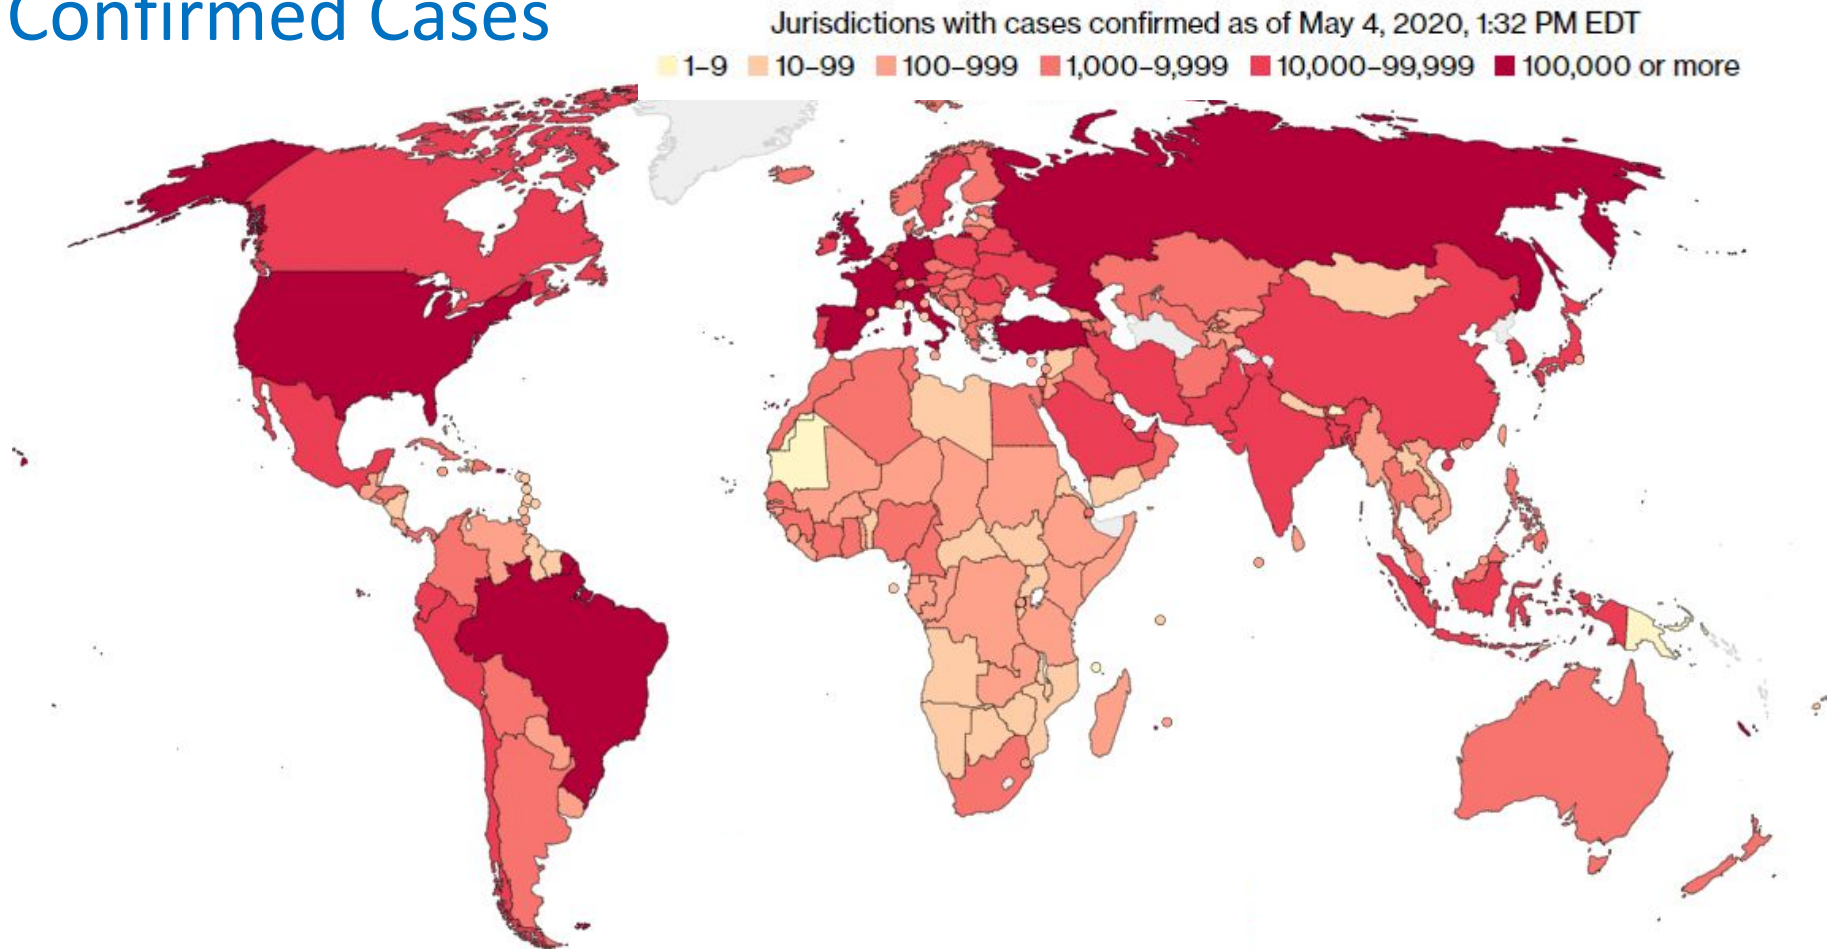 Confirmed Cases
Jurisdictions with cases confirmed as of May 4, 2020, 1:32 PM EDT
1–9 10–99 100–999 1,000–9,999 10,000–99,999 100,000 or more